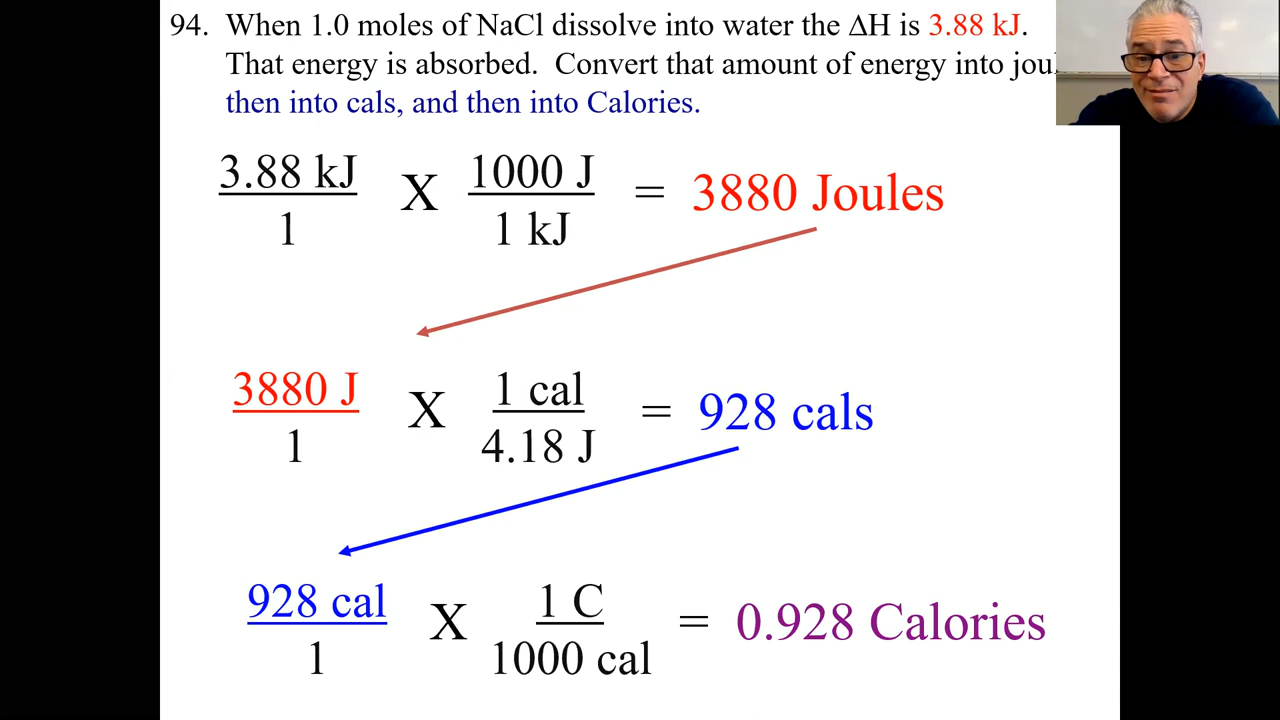 94. When 1.0 moles of NaCl dissolve into water the ΔH is 3.88 kJ.
That energy is absorbed. Convert that amount of energy into
then into cals, and then into Calories.
3.88 kJ X 1000 J = 3880 Joules
1 1 kJ
3880 J X 1 cal = 928 cals
1 4.18 J
928 cal X 1 C = 0.928 Calories
1 1000 cal